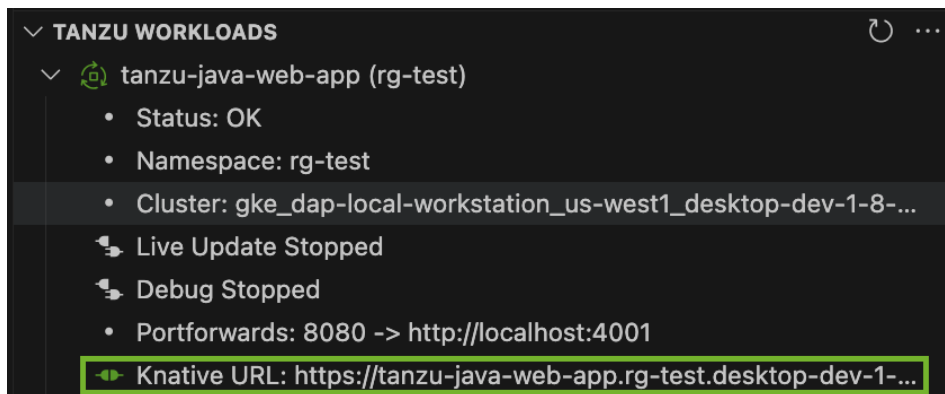 TANZU WORKLOADS
tanzu-java-web-app (rg-test)
Status: OK
Namespace: rg-test
Cluster: gke_dap-local-workstation_us-west1_desktop-dev-1-8-...
Live Update Stopped
Debug Stopped
Portforwards: 8080 -> http://localhost:4001
Knative URL: https://tanzu-java-web-app.rg-test.desktop-dev-1-...